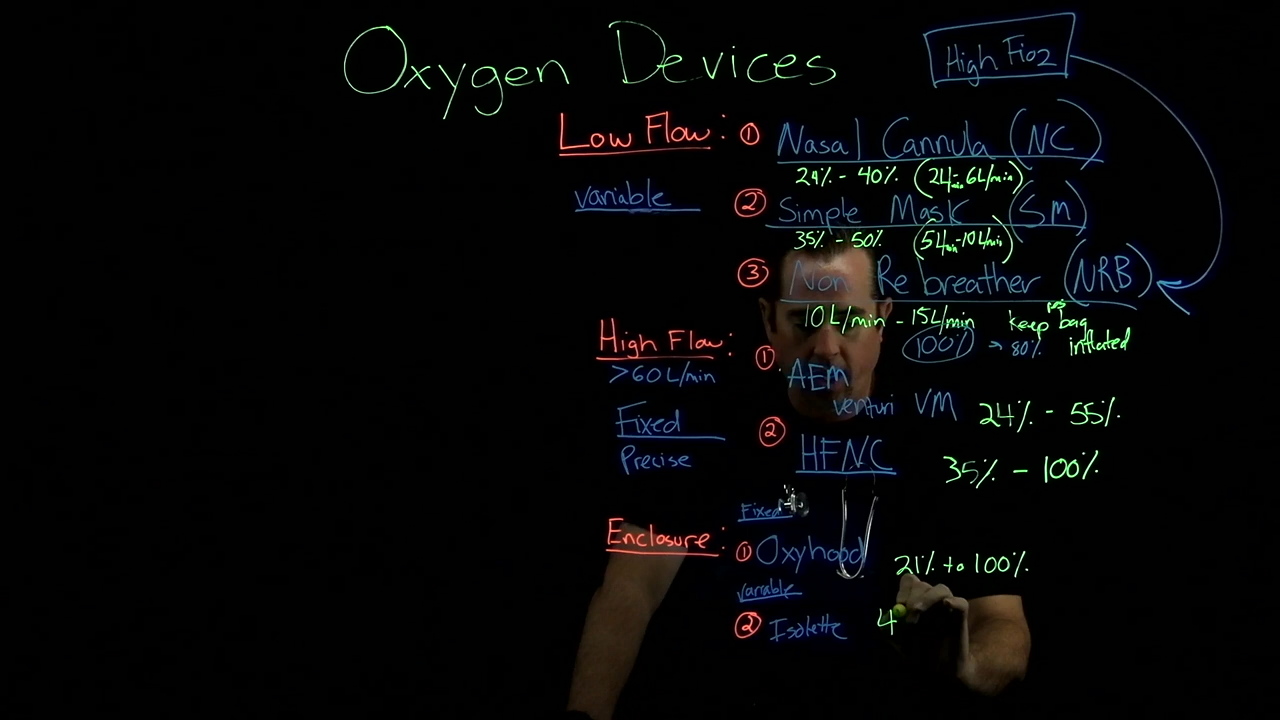 Oxygen Devices
High Fio2
Low Flow: ① Nasal Cannula (NC)
24% - 40% (2L/min-6L/min)
variable
② Simple Mask (SM)
35% - 50% (5L/min-10L/min)
③ Non Rebreather (NRB)
10L/min - 15L/min keep res bag inflated
100% → 80%
High Flow: ① AEM
>60L/min
venturi VM 24% - 55%
Fixed
② HFNC 35% - 100%
Precise
Fixed
Enclosure: ① Oxyhood 21% to 100%
Variable
② Isolette 4